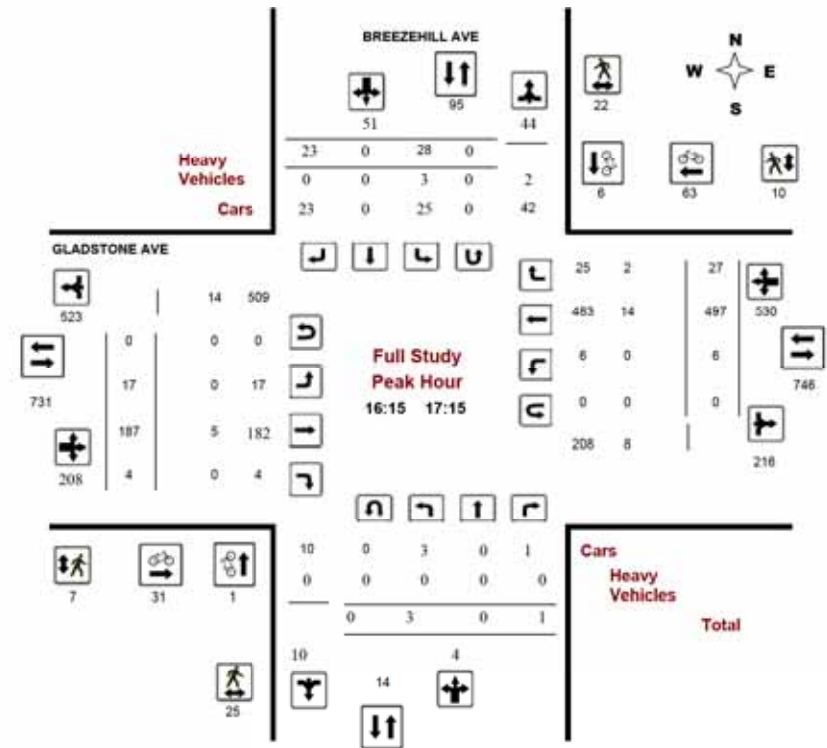 BREEZEHILL AVE
N
W E
S
95
22
51 44
23 0 28 0
Heavy
Vehicles
0 0 3 0 2
Cars
23 0 25 0 42
6 63 10
GLADSTONE AVE
523
14 509
25 2 27
530
0 0 0
483 14 497
731
17 0 17
Full Study
Peak Hour
16:15 17:15
6 0 6
746
187 5 182
0 0 0
208
4 0 4
208 8
216
10 0 3 0 1
Cars
0 0 0 0 0
Heavy
Vehicles
7 31 1
0 3 0 1
Total
10 14 4
25